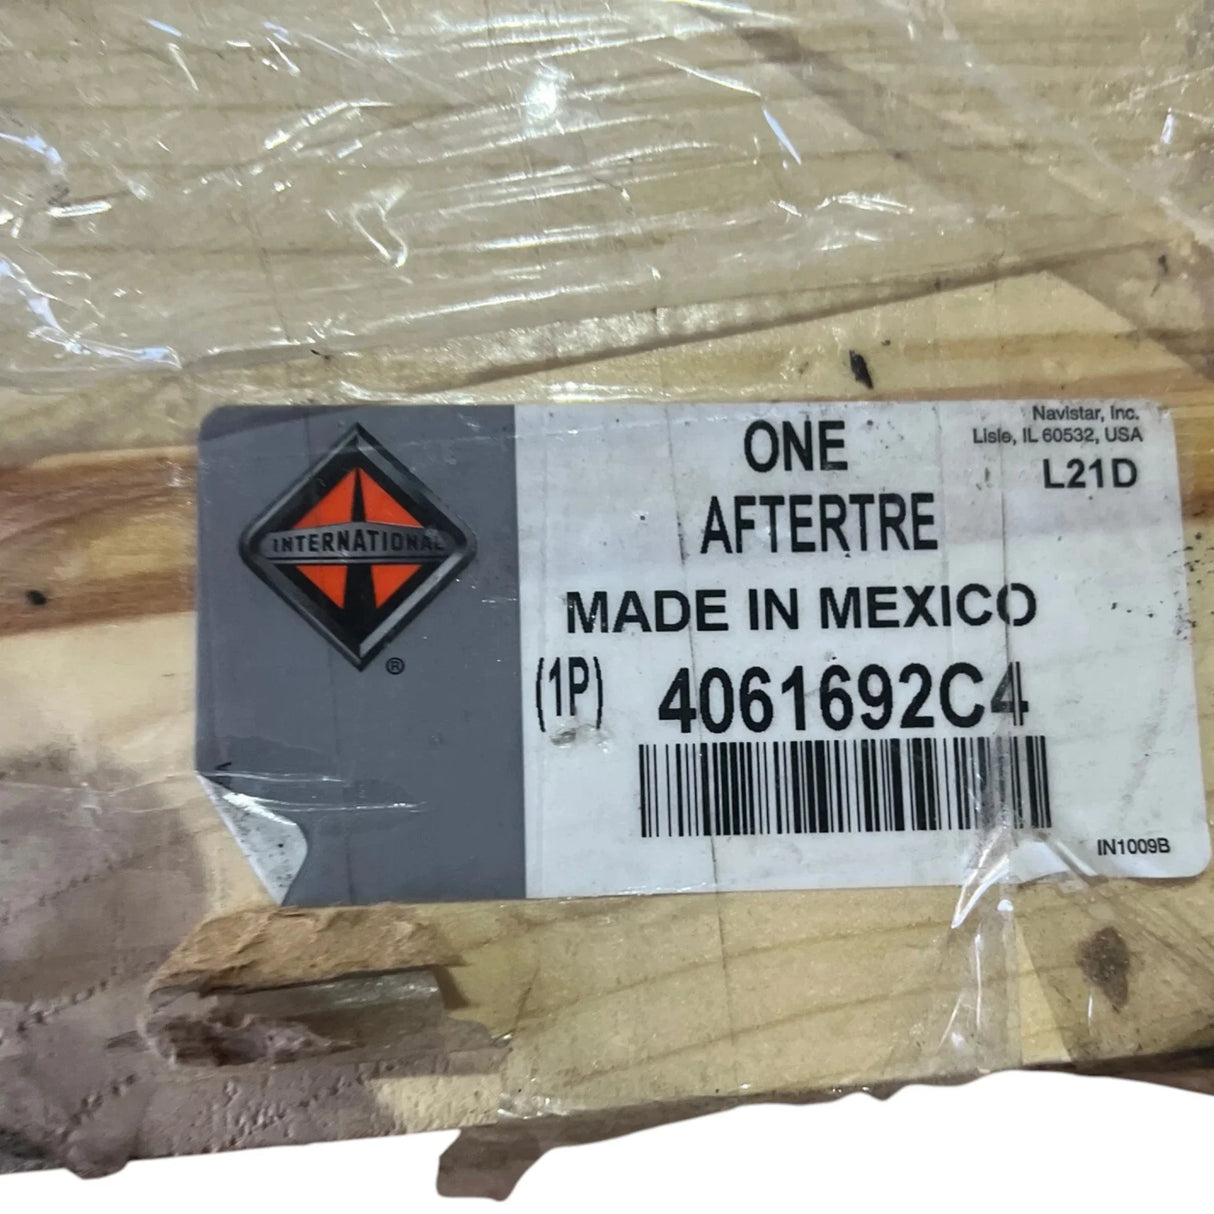 Navistar, Inc.
Lisle, IL 60532, USA
L21D
ONE
AFTERTRE
INTERNATIONAL
®
MADE IN MEXICO
(1P) 4061692C4
IN1009B